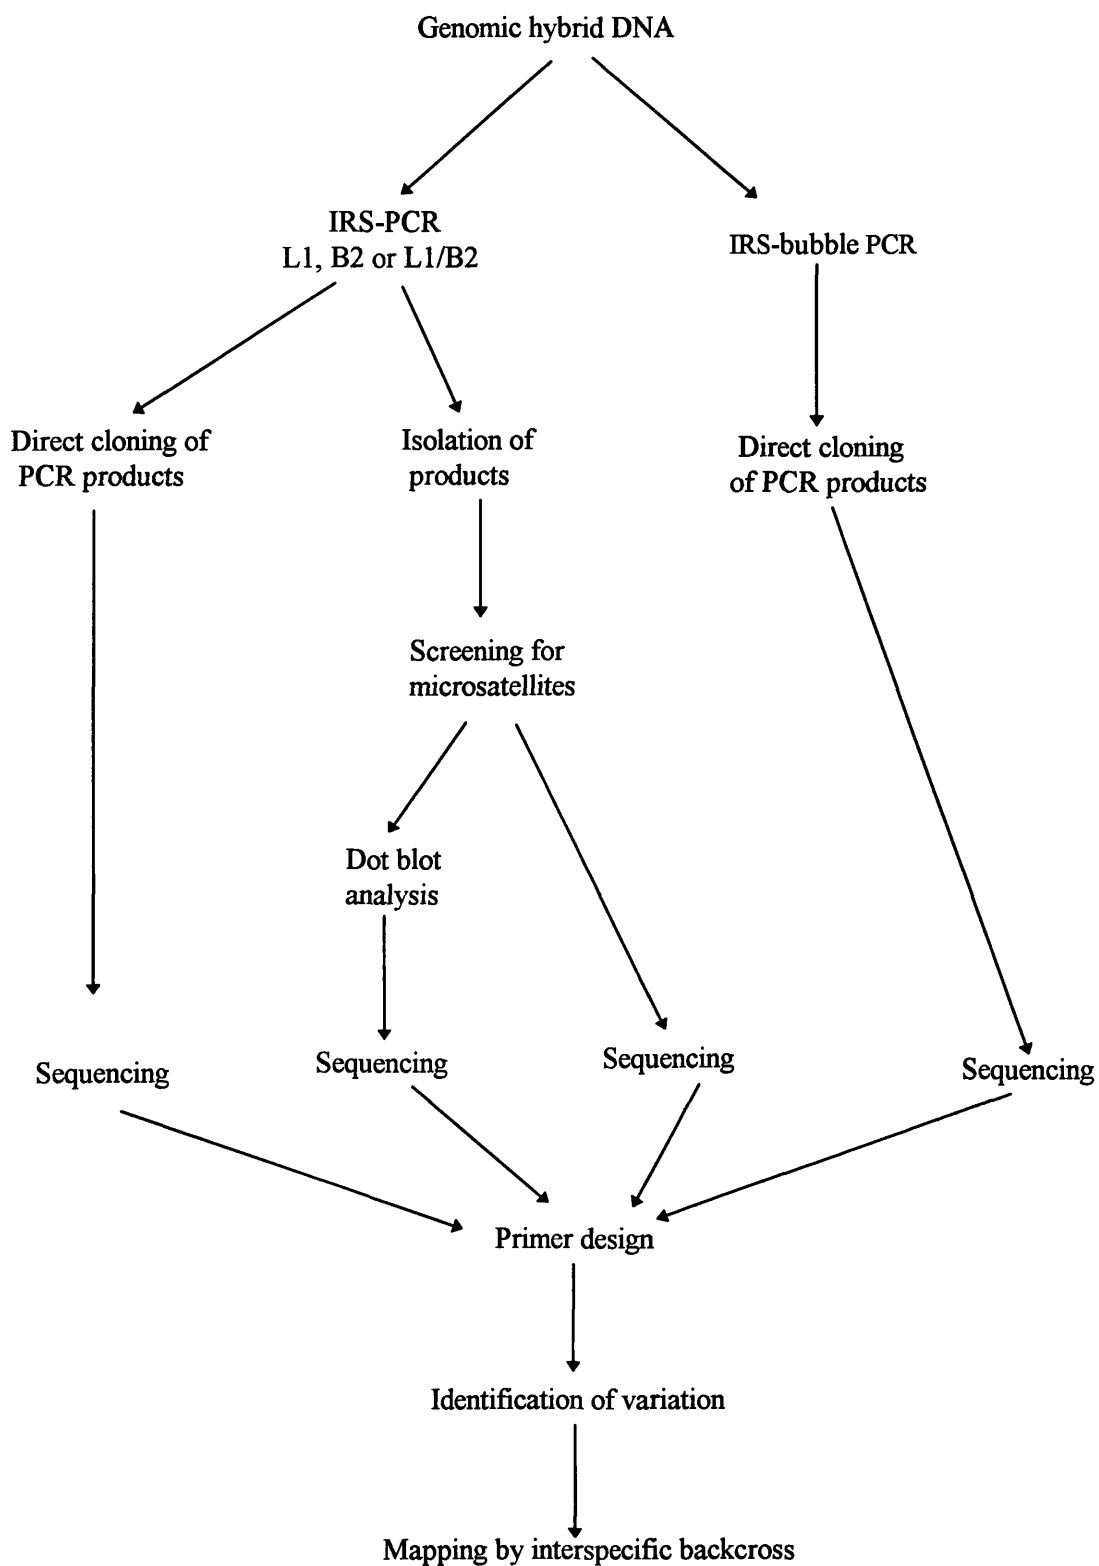 Genomic hybrid DNA
IRS-PCR
L1, B2 or L1/B2
IRS-bubble PCR
Direct cloning of
PCR products
Isolation of
products
Direct cloning
of PCR products
Screening for
microsatellites
Dot blot
analysis
Sequencing
Sequencing
Sequencing
Sequencing
Primer design
Identification of variation
Mapping by interspecific backcross